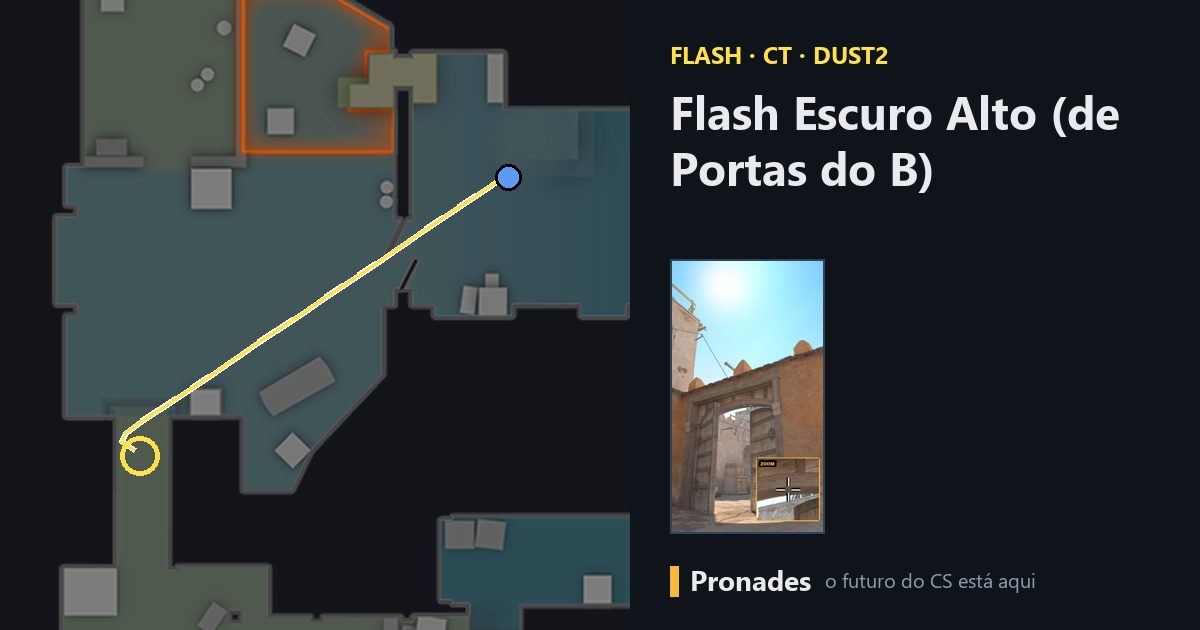 FLASH · CT · DUST2
Flash Escuro Alto (de
Portas do B)
ZOOM
Pronades o futuro do CS está aqui